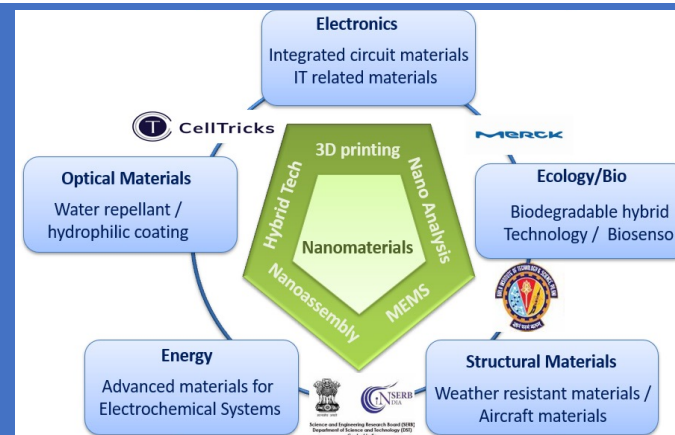 Electronics
Integrated circuit materials
IT related materials
CellTricks
MERCK
Optical Materials
Water repellant /
hydrophilic coating
3D printing
Hybrid Tech
Nano Analysis
Nanomaterials
Nanoassembly
MEMS
Ecology/Bio
Biodegradable hybrid
Technology / Biosenso
Energy
Advanced materials for
Electrochemical Systems
SERB
Science and Engineering Research Board (SERB)
Department of Science and Technology (DST)
Structural Materials
Weather resistant materials /
Aircraft materials